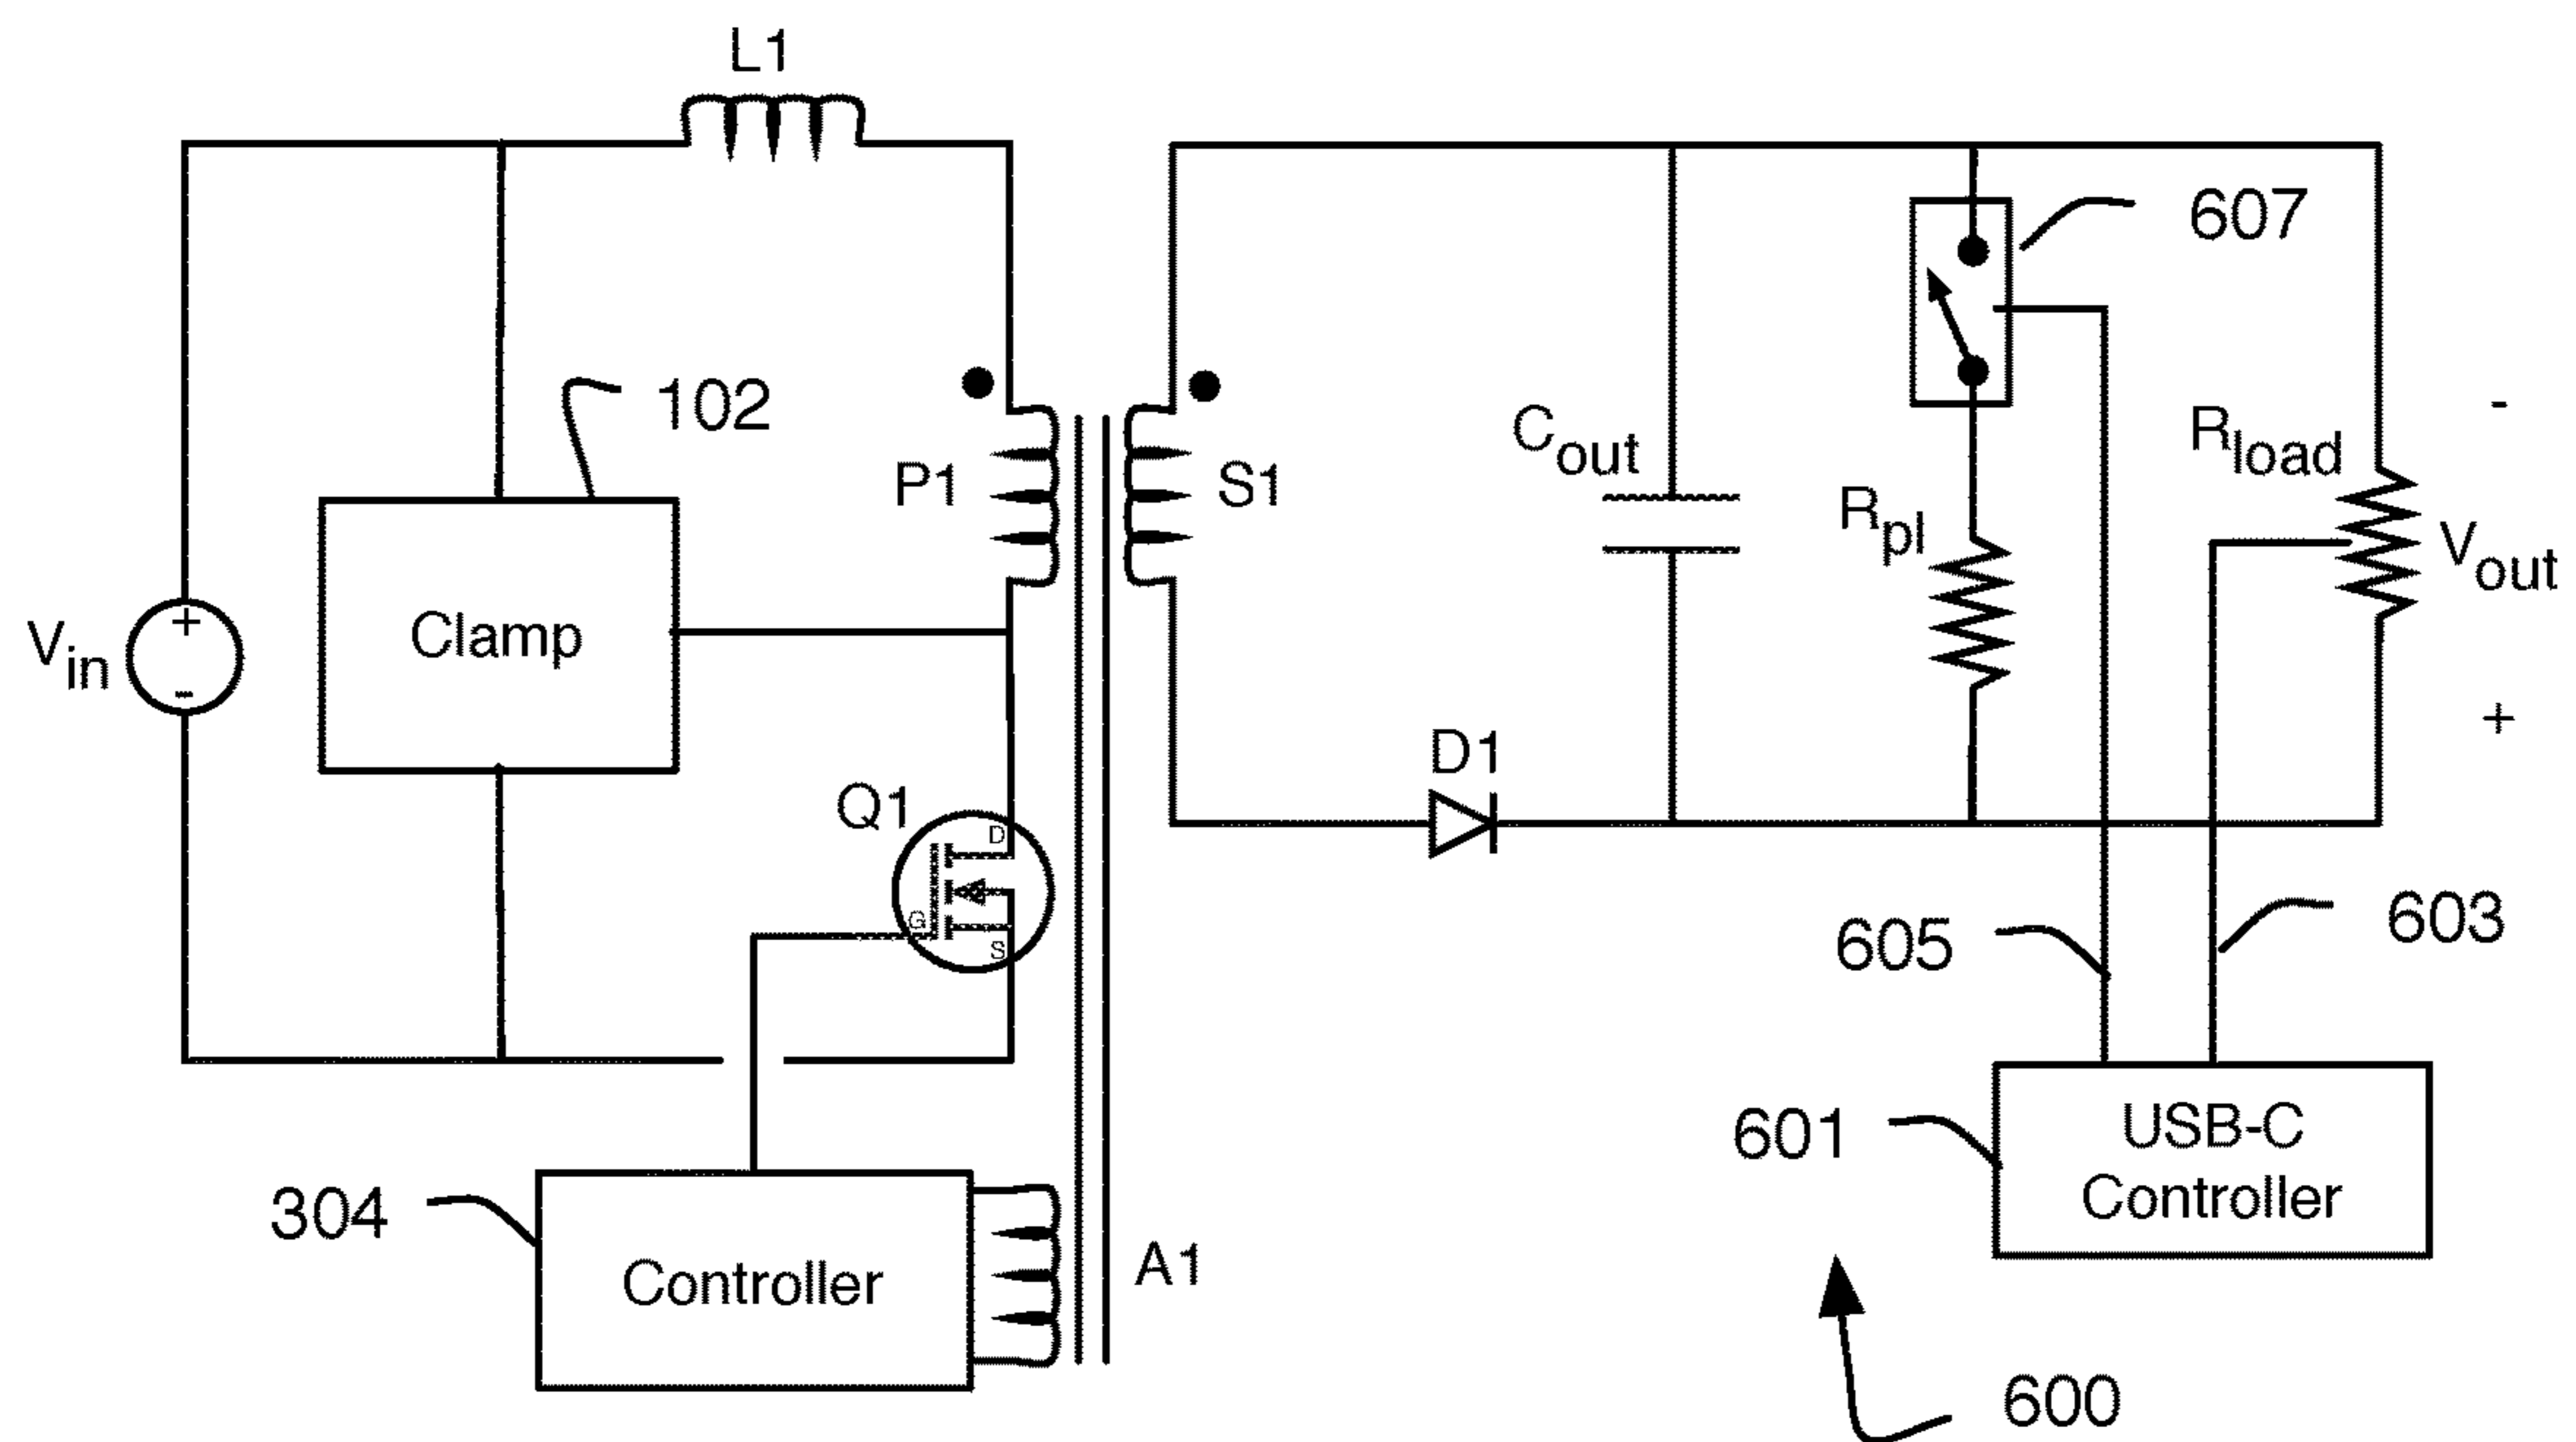 L1
607
102
Cout
Rload
-
P1
S1
Rpl
Vout
Vin
+
-
Clamp
+
D1
Q1
D
G
S
605
603
601
USB-C
Controller
304
Controller
A1
600